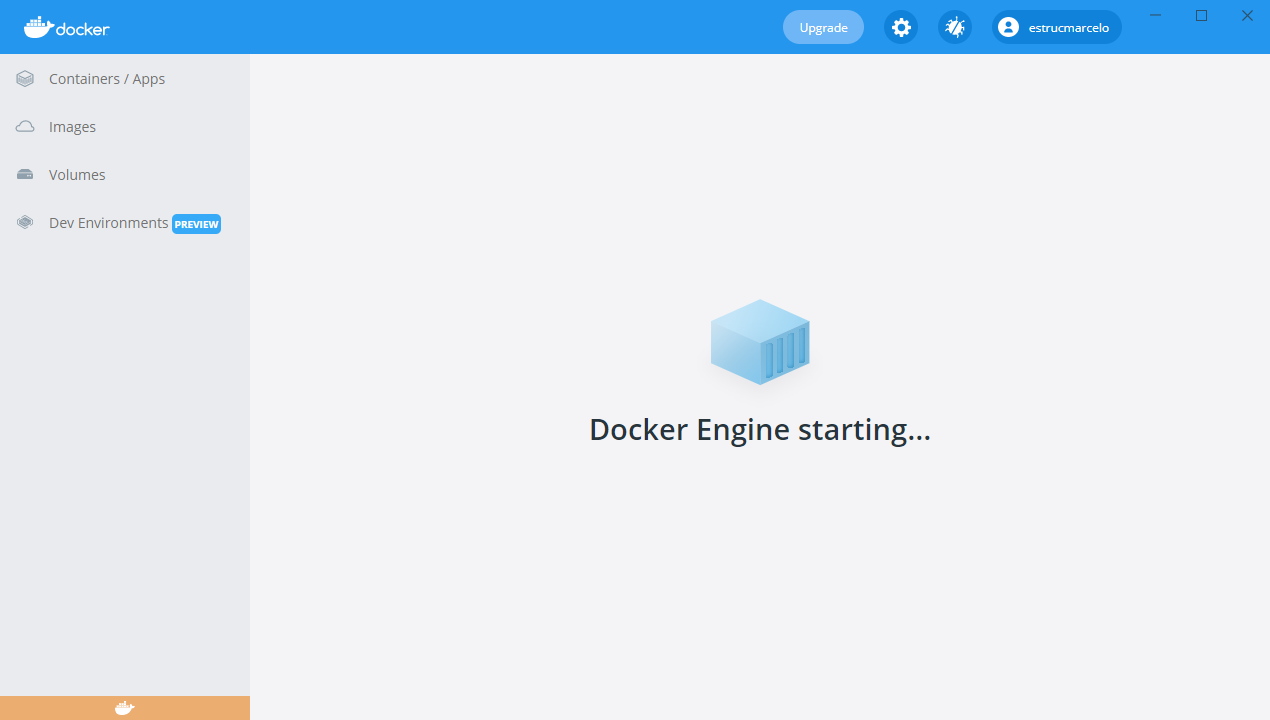 docker
Upgrade
estrucmarcelo
Containers / Apps
Images
Volumes
Dev Environments PREVIEW
Docker Engine starting...